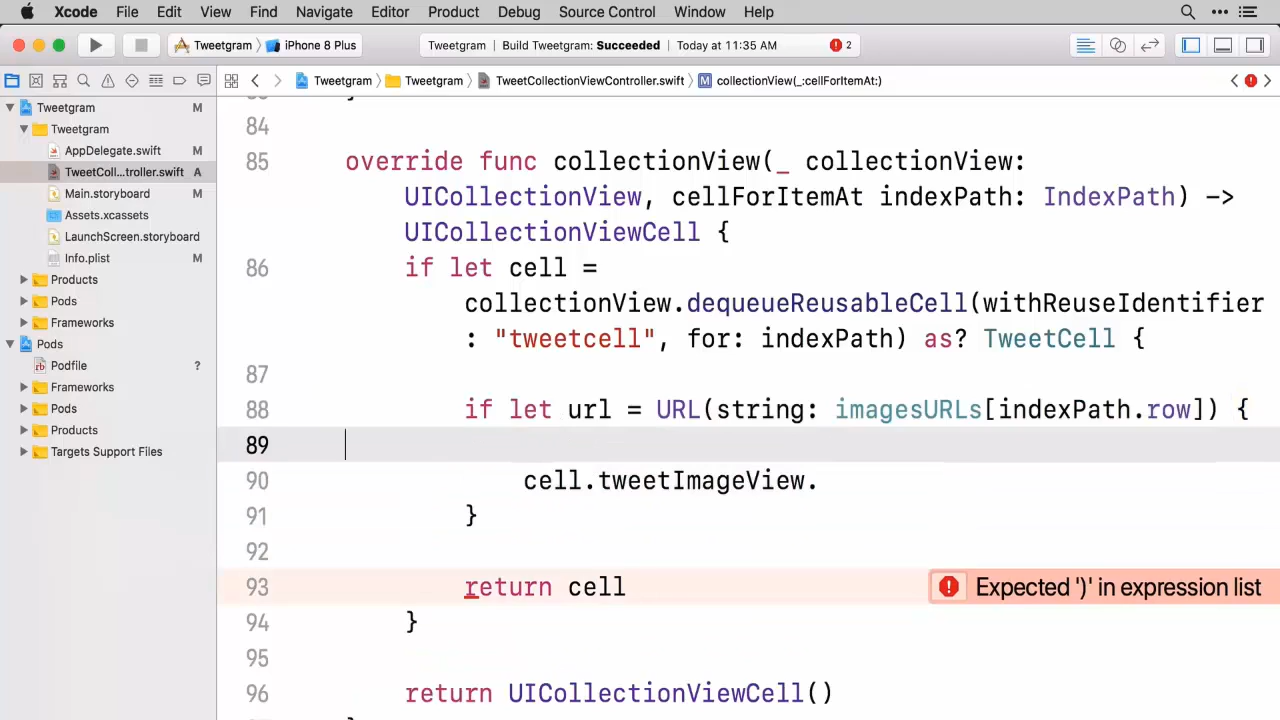 Xcode File Edit View Find Navigate Editor Product Debug Source Control Window Help
Tweetgram iPhone 8 Plus Tweetgram | Build Tweetgram: Succeeded | Today at 11:35 AM 2
Tweetgram Tweetgram TweetCollectionViewController.swift M collectionView(_:cellForItemAt:)
Tweetgram M
Tweetgram
AppDelegate.swift M
TweetColl...troller.swift A
Main.storyboard M
Assets.xcassets
LaunchScreen.storyboard
Info.plist M
Products
Pods
Frameworks
Pods
Podfile ?
Frameworks
Pods
Products
Targets Support Files
84
85 override func collectionView(_ collectionView:
UICollectionView, cellForItemAt indexPath: IndexPath) ->
UICollectionViewCell {
86 if let cell =
collectionView.dequeueReusableCell(withReuseIdentifier
: "tweetcell", for: indexPath) as? TweetCell {
87
88 if let url = URL(string: imagesURLs[indexPath.row]) {
89
90 cell.tweetImageView.
91 }
92
93 return cell Expected ')' in expression list
94 }
95
96 return UICollectionViewCell()